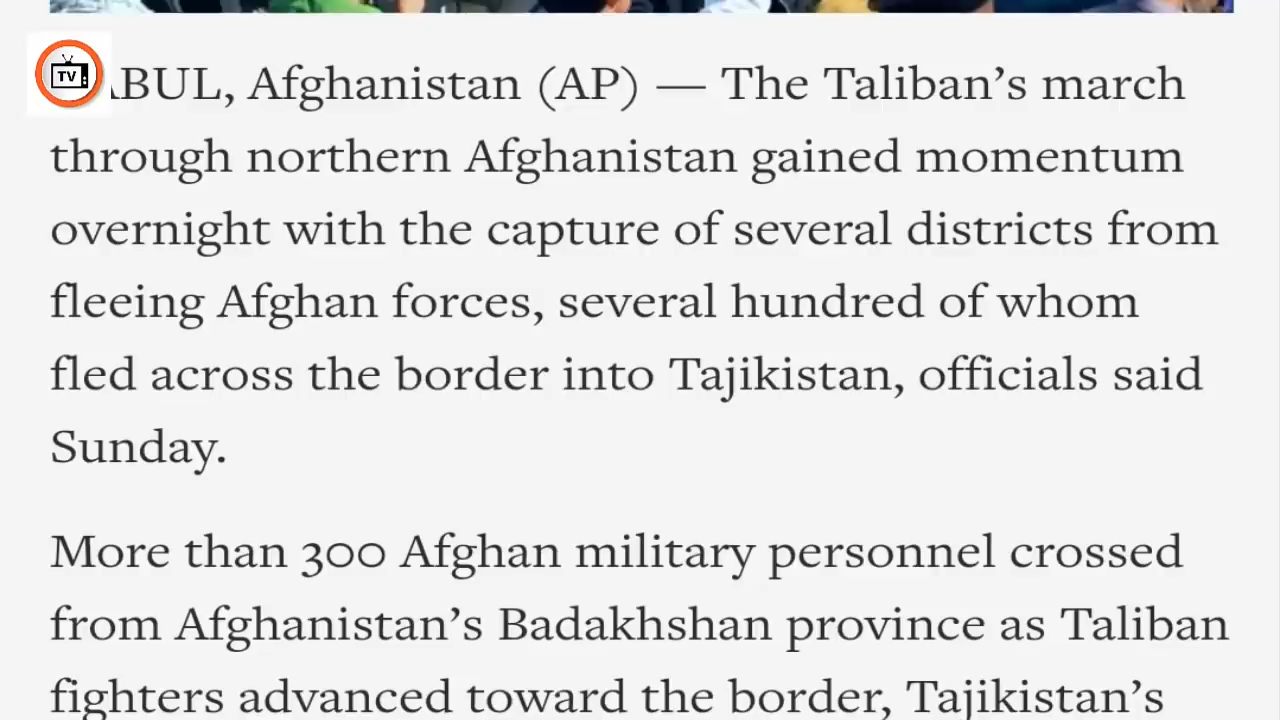 TV
ABUL, Afghanistan (AP) — The Taliban’s march
through northern Afghanistan gained momentum
overnight with the capture of several districts from
fleeing Afghan forces, several hundred of whom
fled across the border into Tajikistan, officials said
Sunday.
More than 300 Afghan military personnel crossed
from Afghanistan’s Badakhshan province as Taliban
fighters advanced toward the border, Tajikistan’s